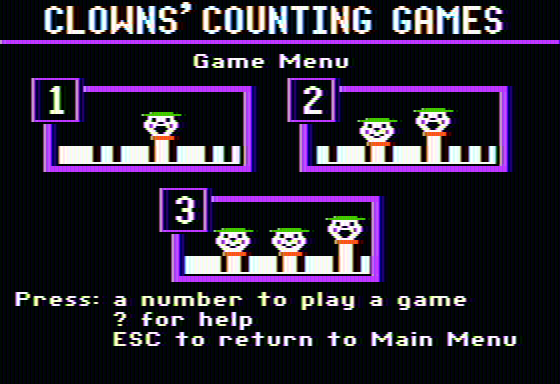 CLOWNS' COUNTING GAMES
Game Menu
1
2
3
Press: a number to play a game
? for help
ESC to return to Main Menu